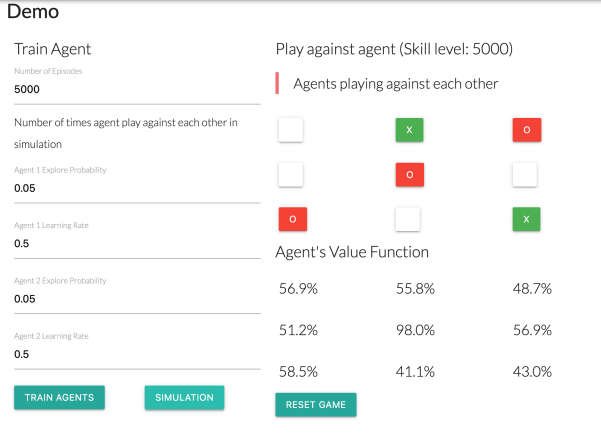 Demo
Train Agent
Number of Episodes
5000
Number of times agent play against each other in
simulation
Agent 1 Explore Probability
0.05
Agent 1 Learning Rate
0.5
Agent 2 Explore Probability
0.05
Agent 2 Learning Rate
0.5
TRAIN AGENTS SIMULATION
Play against agent (Skill level: 5000)
Agents playing against each other
X O
O
O X
Agent's Value Function
56.9% 55.8% 48.7%
51.2% 98.0% 56.9%
58.5% 41.1% 43.0%
RESET GAME